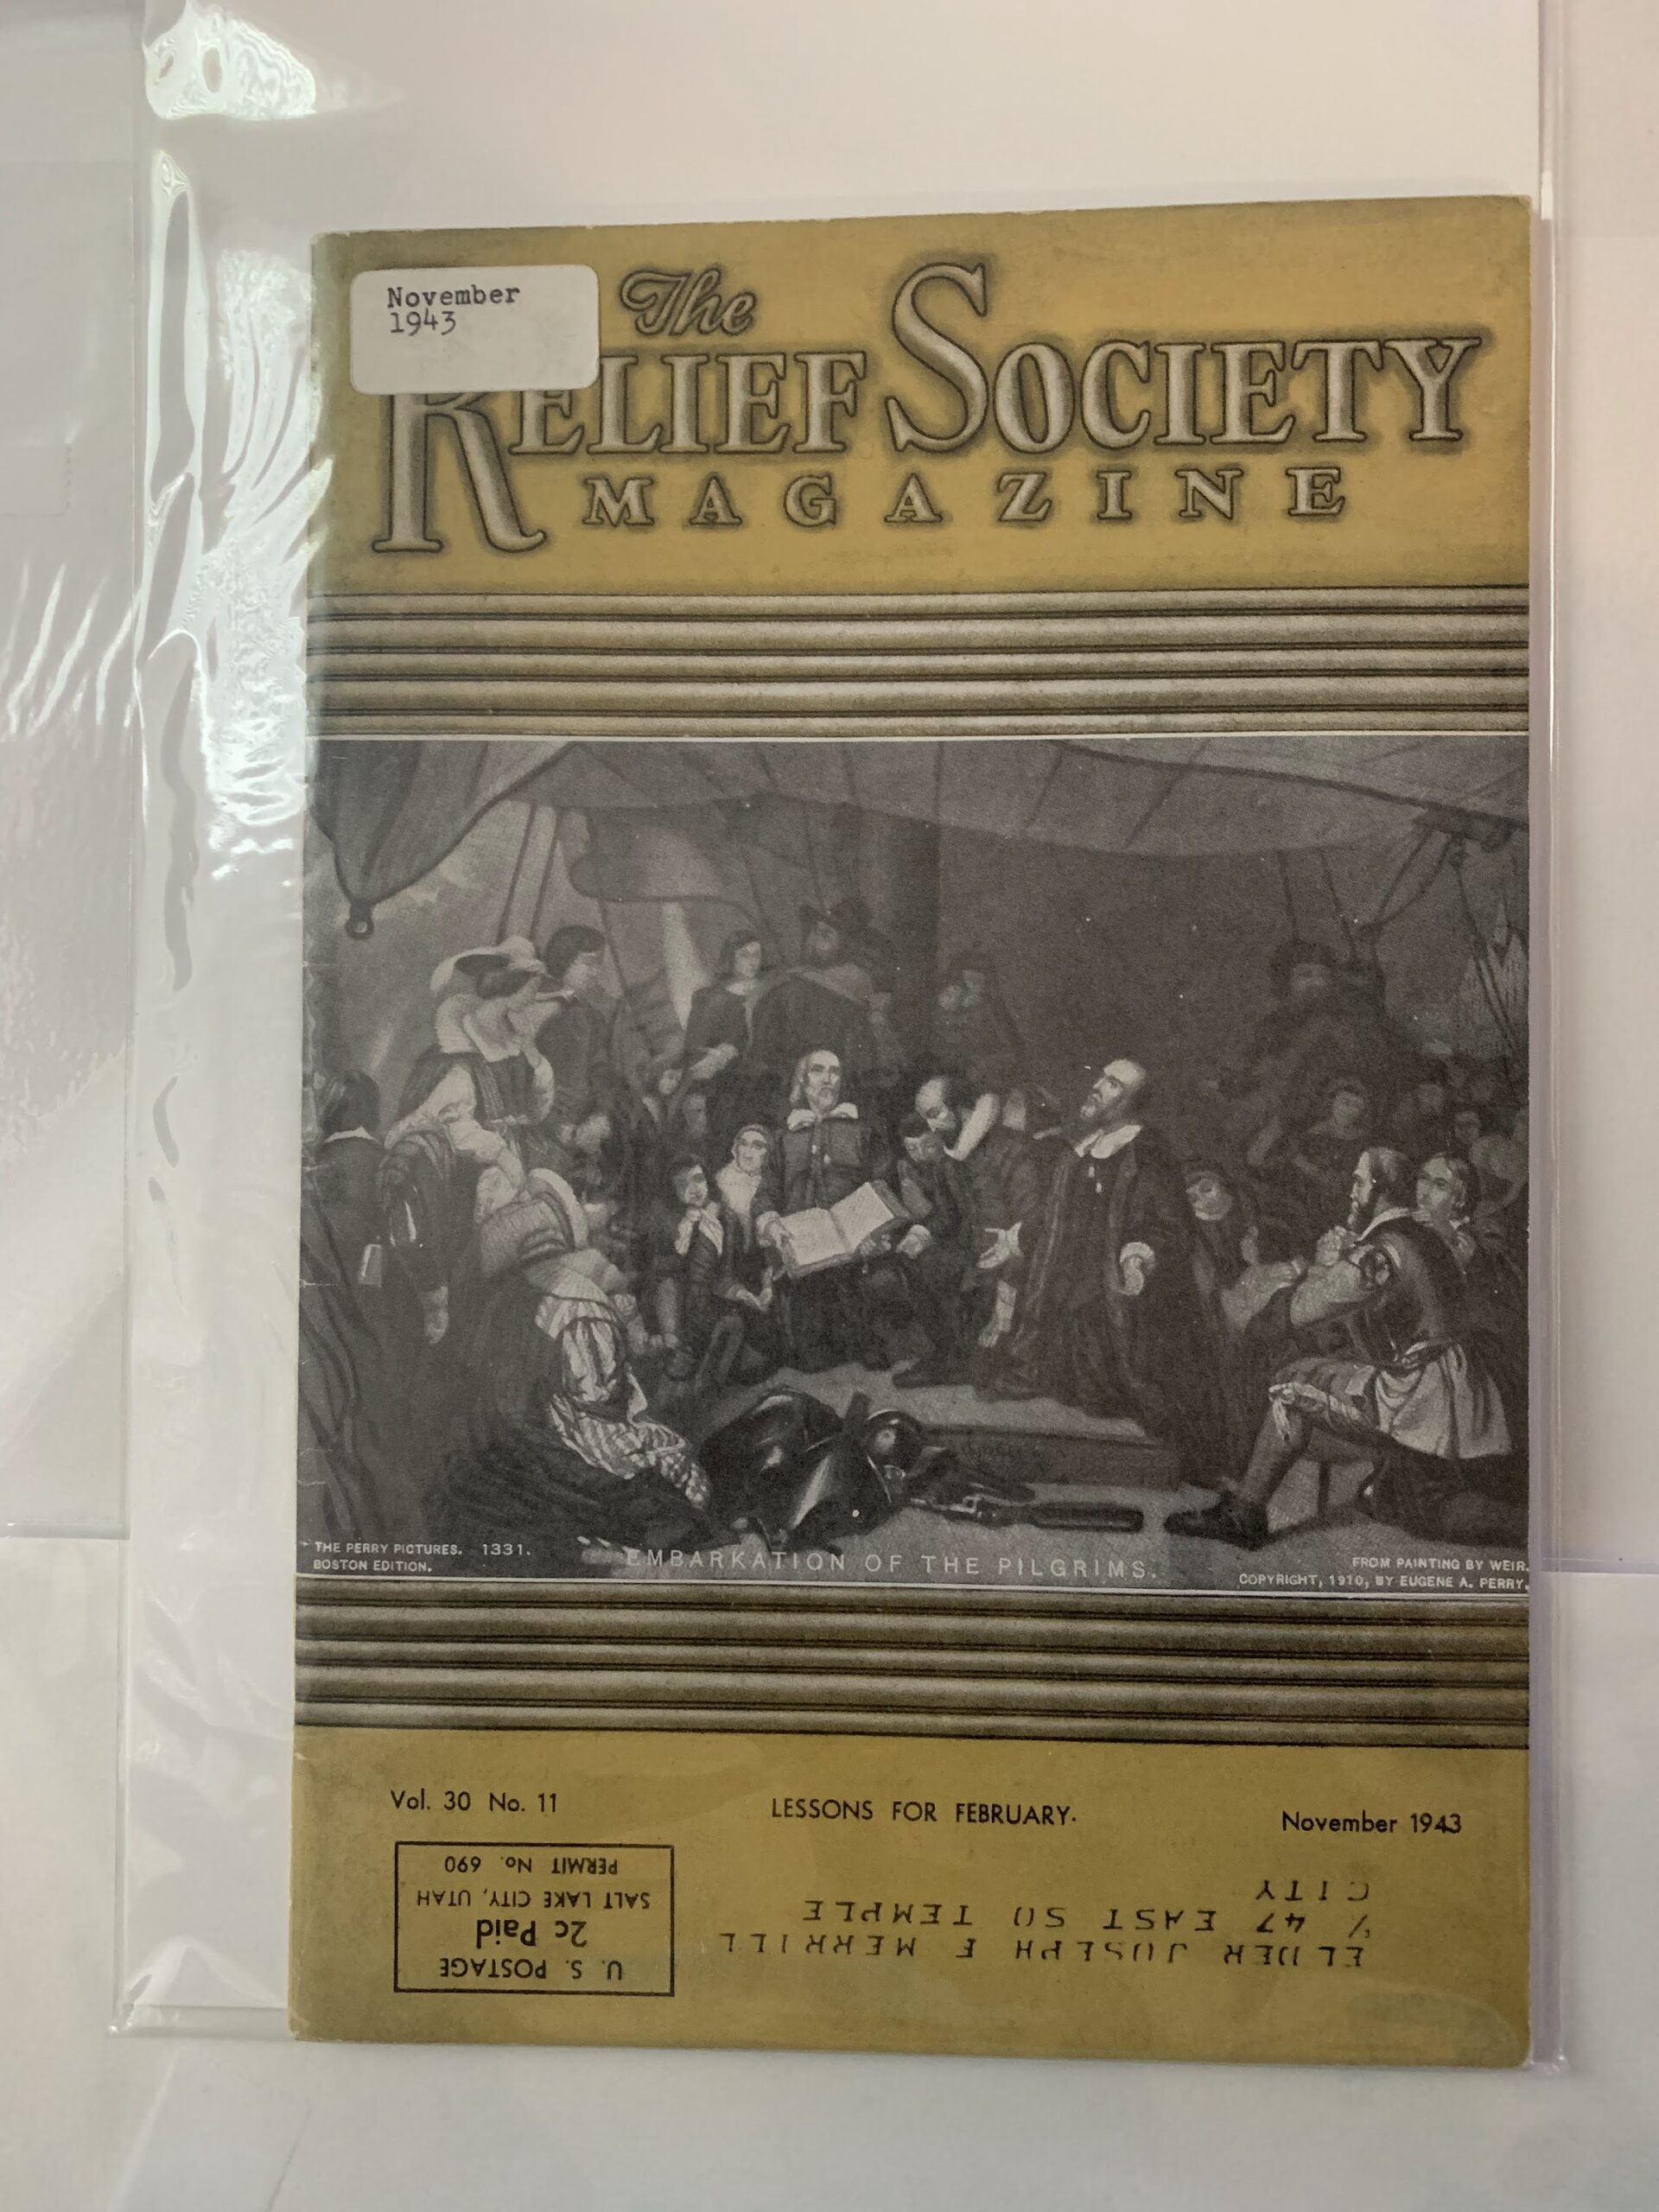 November
1943
The
RELIEF SOCIETY
MAGAZINE
THE PERRY PICTURES. 1331.
BOSTON EDITION.
EMBARKATION OF THE PILGRIMS.
FROM PAINTING BY WEIR.
COPYRIGHT, 1910, BY EUGENE A. PERRY.
Vol. 30 No. 11
LESSONS FOR FEBRUARY.
November 1943
U. S. POSTAGE
2c Paid
SALT LAKE CITY, UTAH
PERMIT No. 690
ELDER JOSEPH F MERRILL
% 47 EAST SO TEMPLE
CITY